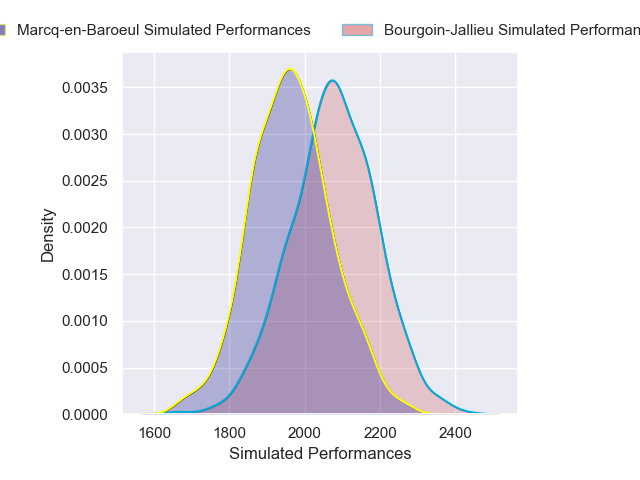 Marcq-en-Baroeul Simulated Performances
Bourgoin-Jallieu Simulated Performan
0.0035
0.0030
0.0025
0.0020
0.0015
0.0010
0.0005
0.0000
Density
1600 1800 2000 2200 2400
Simulated Performances